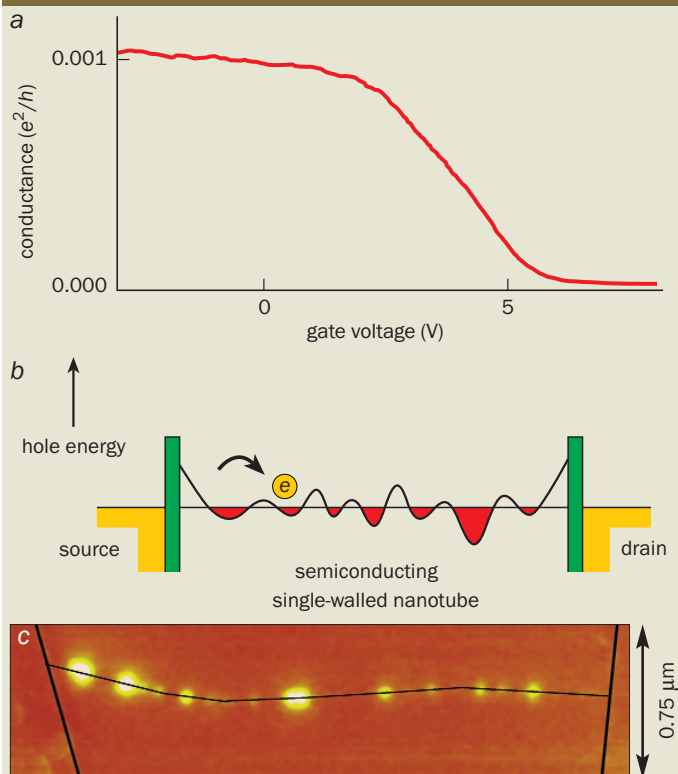 a
0.001
conductance (e²/h)
0.000
0
5
gate voltage (V)
b
hole energy
e
source
drain
semiconducting
single-walled nanotube
c
0.75 μm